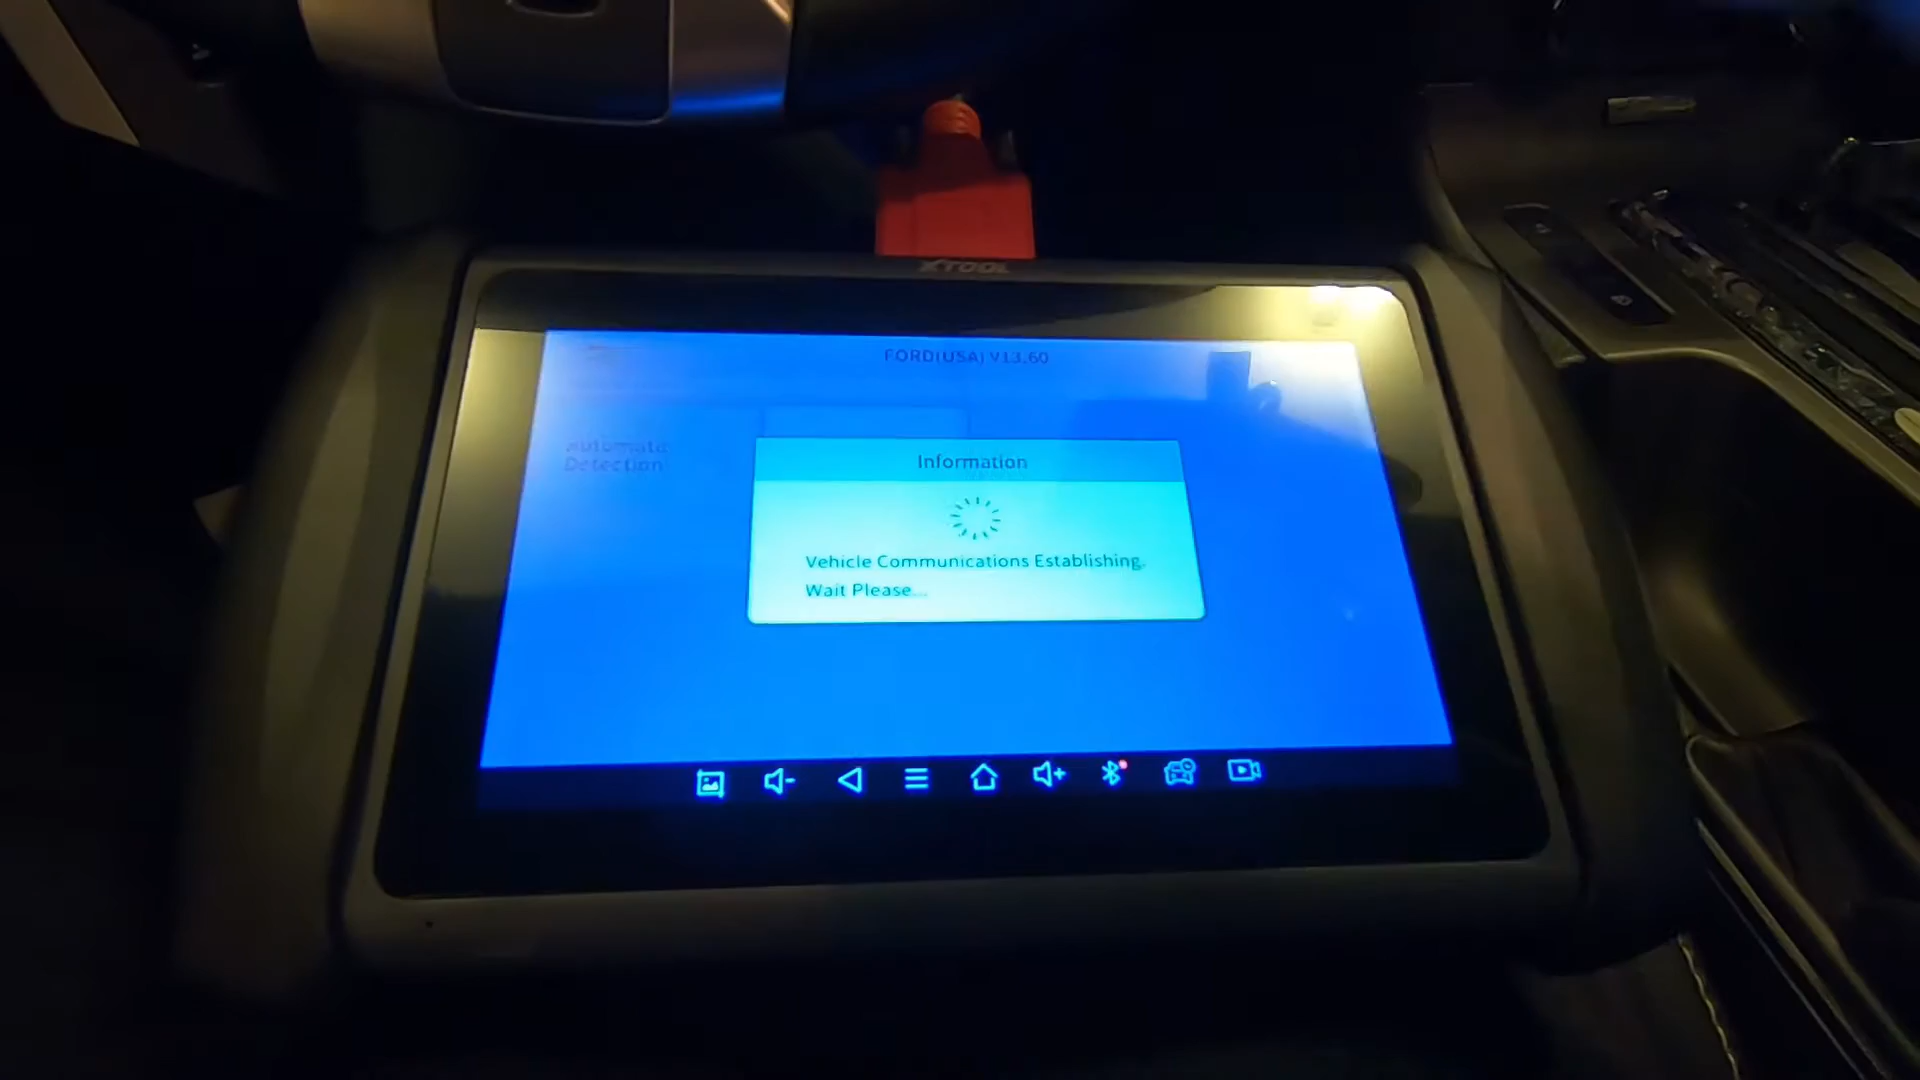 XTOOL
FORD(USA) V13.60
Automatic
Detection
Information
Vehicle Communications Establishing.
Wait Please...